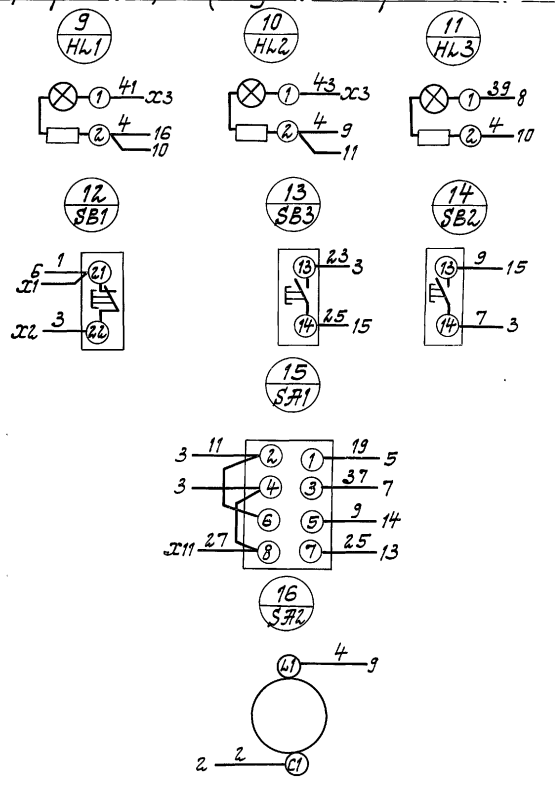 9
HL1
10
HL2
11
HL3
1 41 X3
2 4 16
10
1 43 X3
2 4 9
11
1 39 8
2 4 10
12
SB1
13
SB3
14
SB2
6 1 21
X1
X2 3 22
13 23 3
14 25 15
13 9 15
14 7 3
15
SA1
3 11 2 1 19 5
3 4 3 37 7
6 5 9 14
X11 27 8 7 25 13
16
SA2
L1 4 9
2 2 C1